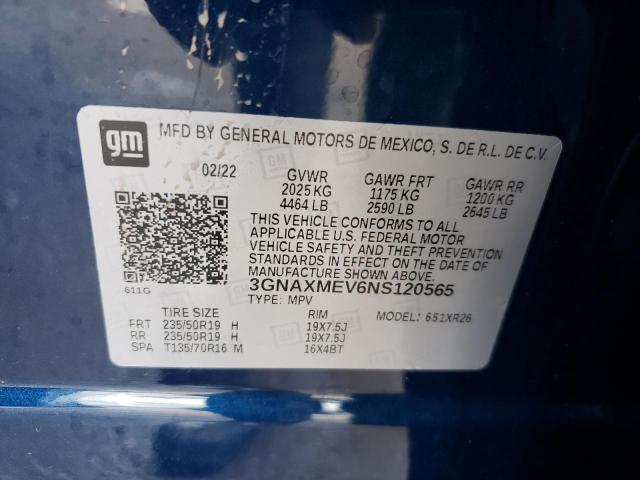 gm
MFD BY GENERAL MOTORS DE MEXICO, S. DE R.L. DE C.V.
02/22 GVWR GAWR FRT GAWR RR
2025 KG 1175 KG 1200 KG
4464 LB 2590 LB 2645 LB
THIS VEHICLE CONFORMS TO ALL
APPLICABLE U.S. FEDERAL MOTOR
VEHICLE SAFETY AND THEFT PREVENTION
STANDARDS IN EFFECT ON THE DATE OF
MANUFACTURE SHOWN ABOVE.
611G 3GNAXMEV6NS120565
TYPE: MPV MODEL: 651XR26
TIRE SIZE RIM
FRT 235/50R19 H 19X7.5J
RR 235/50R19 H 19X7.5J
SPA T135/70R16 M 16X4BT